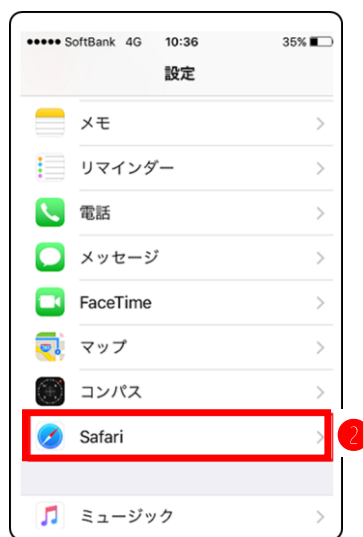 ●●●●● SoftBank 4G 10:36 35%
設定
メモ
リマインダー
電話
メッセージ
FaceTime
マップ
コンパス
Safari
2
ミュージック